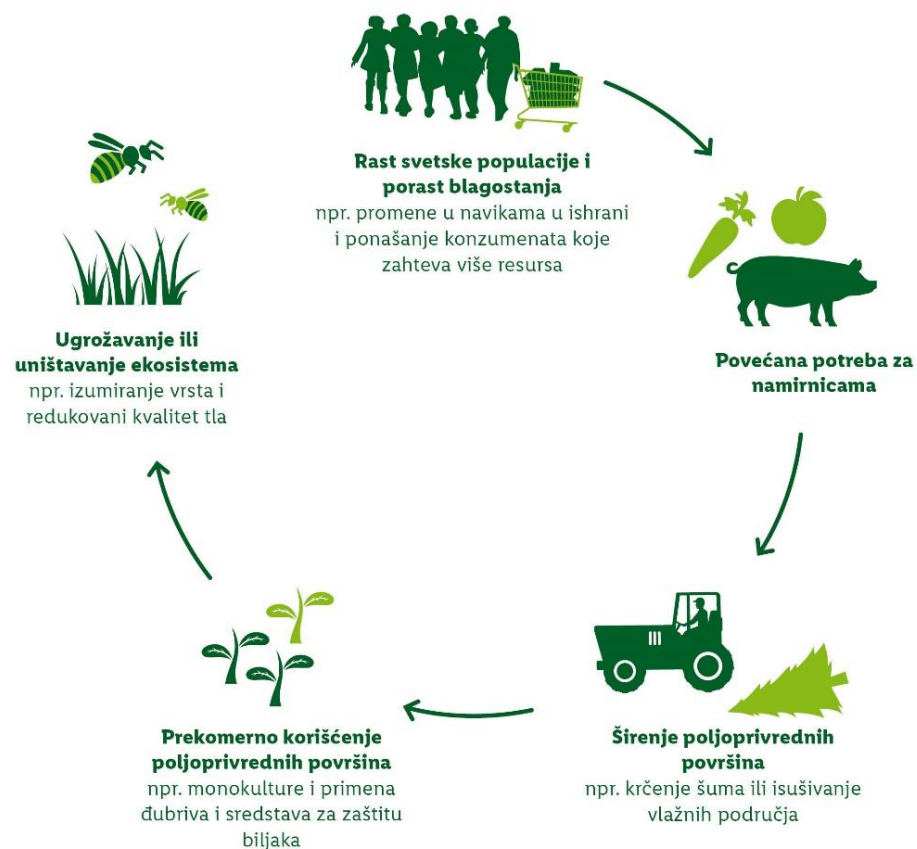 Rast svetske populacije i
porast blagostanja
npr. promene u navikama u ishrani
i ponašanje konzumenata koje
zahteva više resursa
Povećana potreba za
namirnicama
Širenje poljoprivrednih
površina
npr. krčenje šuma ili isušivanje
vlažnih područja
Prekomerno korišćenje
poljoprivrednih površina
npr. monokulture i primena
đubriva i sredstava za zaštitu
biljaka
Ugrožavanje ili
uništavanje ekosistema
npr. izumiranje vrsta i
redukovani kvalitet tla